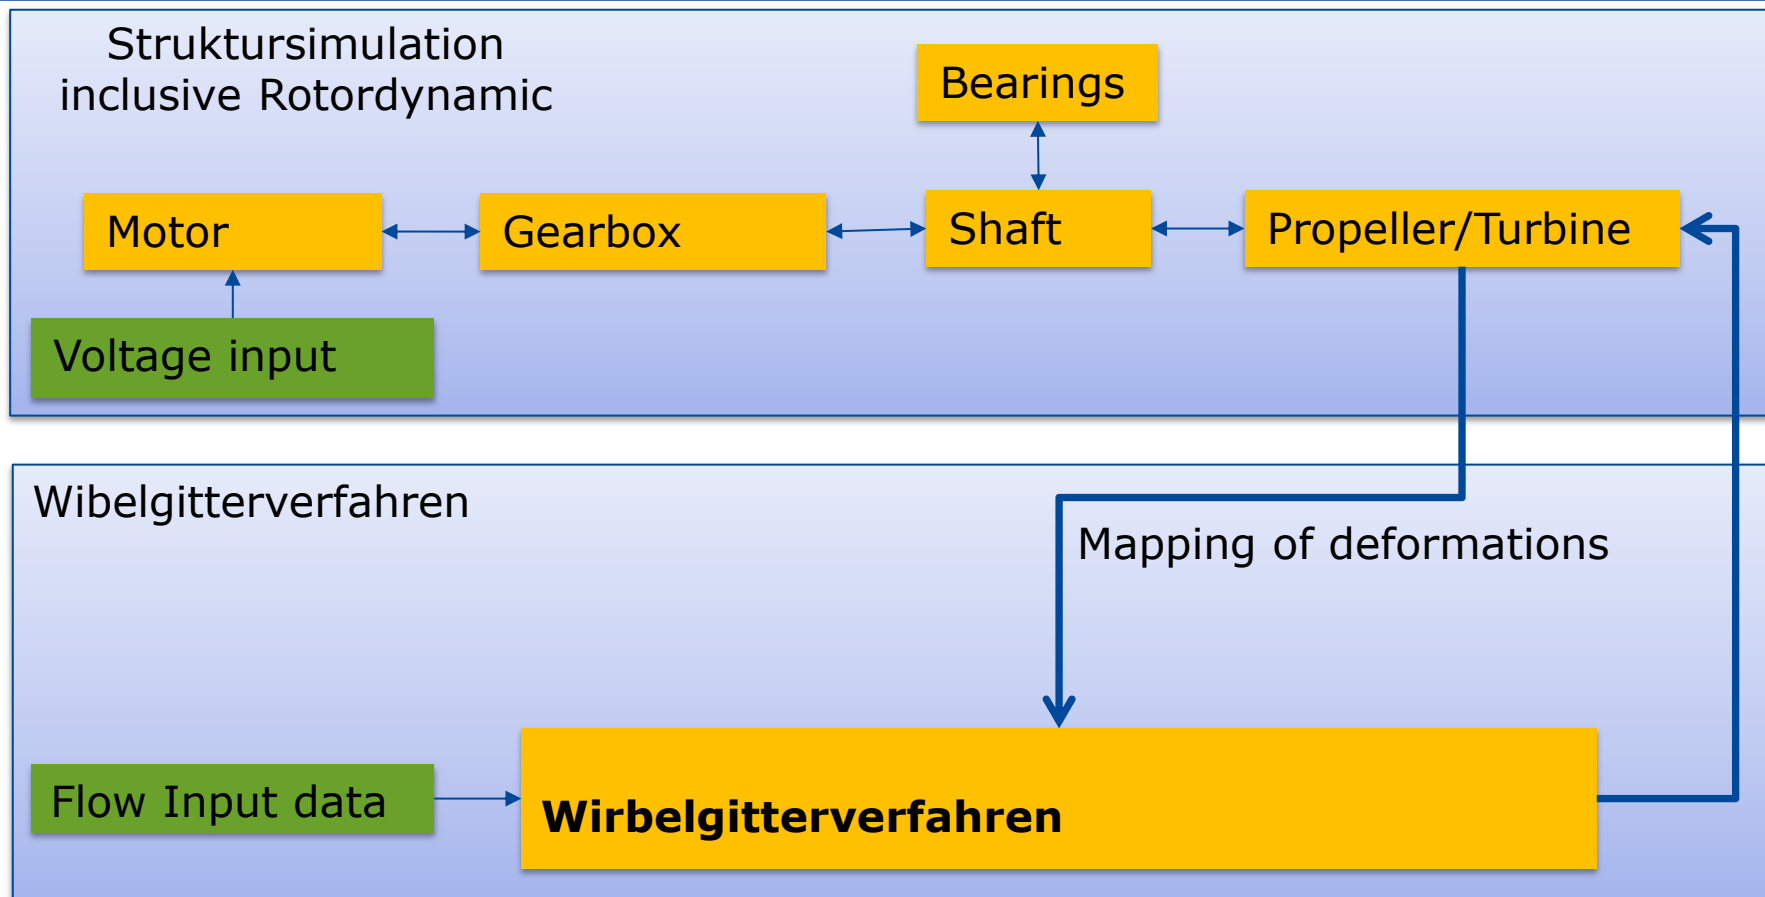 Struktursimulation
inclusive Rotordynamic
Bearings
Motor
Gearbox
Shaft
Propeller/Turbine
Voltage input
Wibelgitterverfahren
Mapping of deformations
Flow Input data
Wirbelgitterverfahren